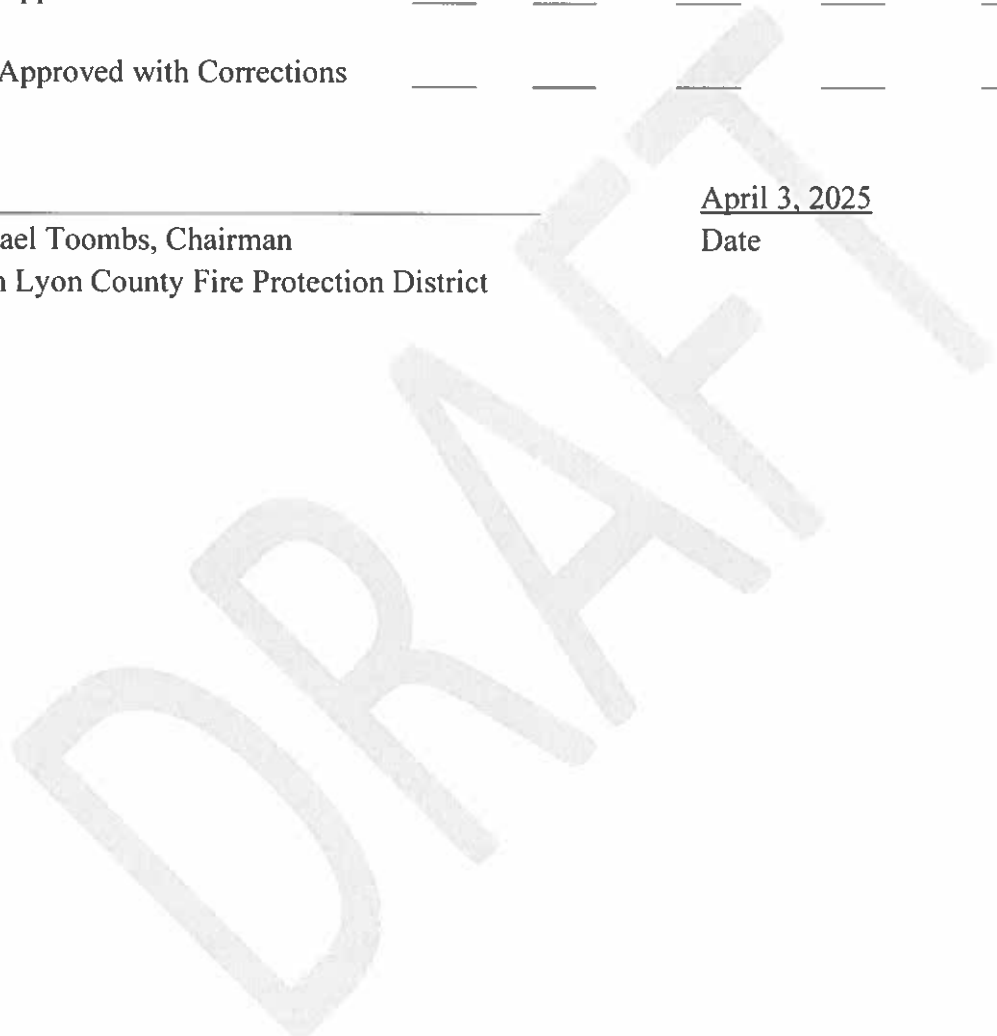 Approved with Corrections
April 3, 2025
ael Toombs, Chairman
Date
Lyon County Fire Protection District
DRAFT